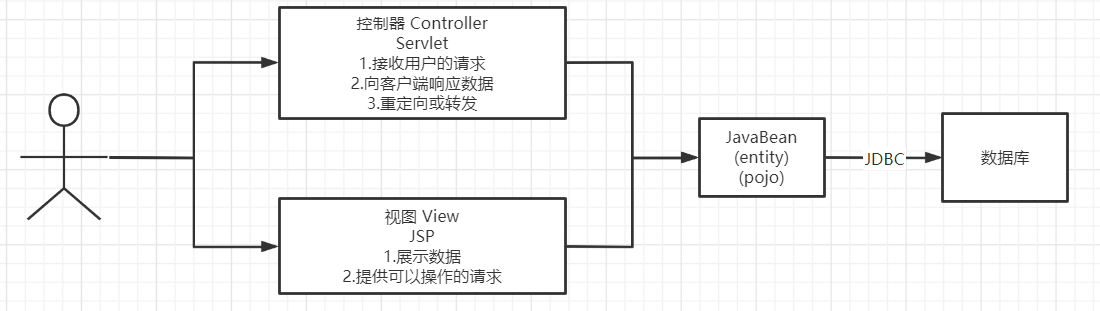 控制器 Controller
Servlet
1.接收用户的请求
2.向客户端响应数据
3.重定向或转发
视图 View
JSP
1.展示数据
2.提供可以操作的请求
JavaBean
(entity)
(pojo)
JDBC
数据库